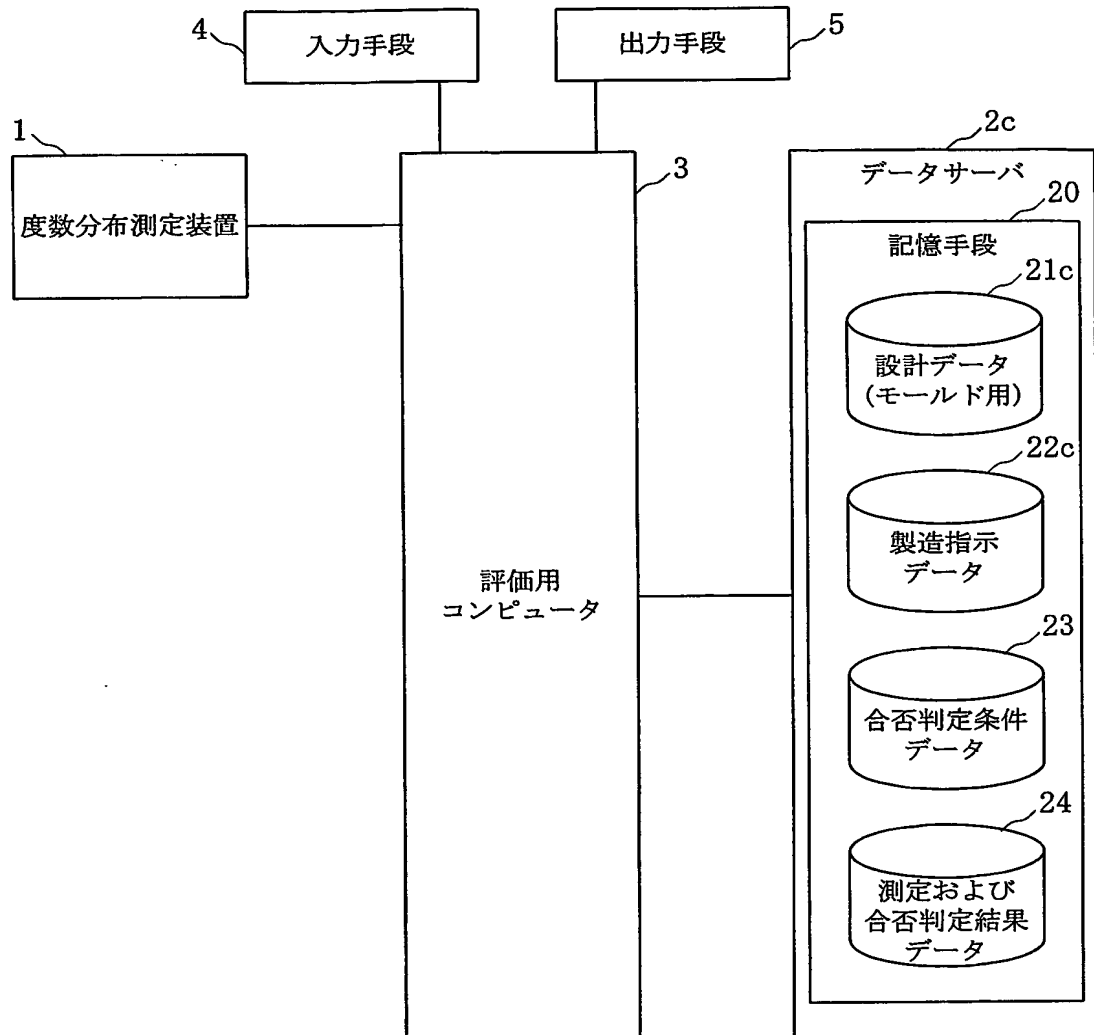 4
入力手段
出力手段
5
1
度数分布測定装置
3
評価用
コンピュータ
2c
データサーバ
20
記憶手段
21c
設計データ
(モールド用)
22c
製造指示
データ
23
合否判定条件
データ
24
測定および
合否判定結果
データ